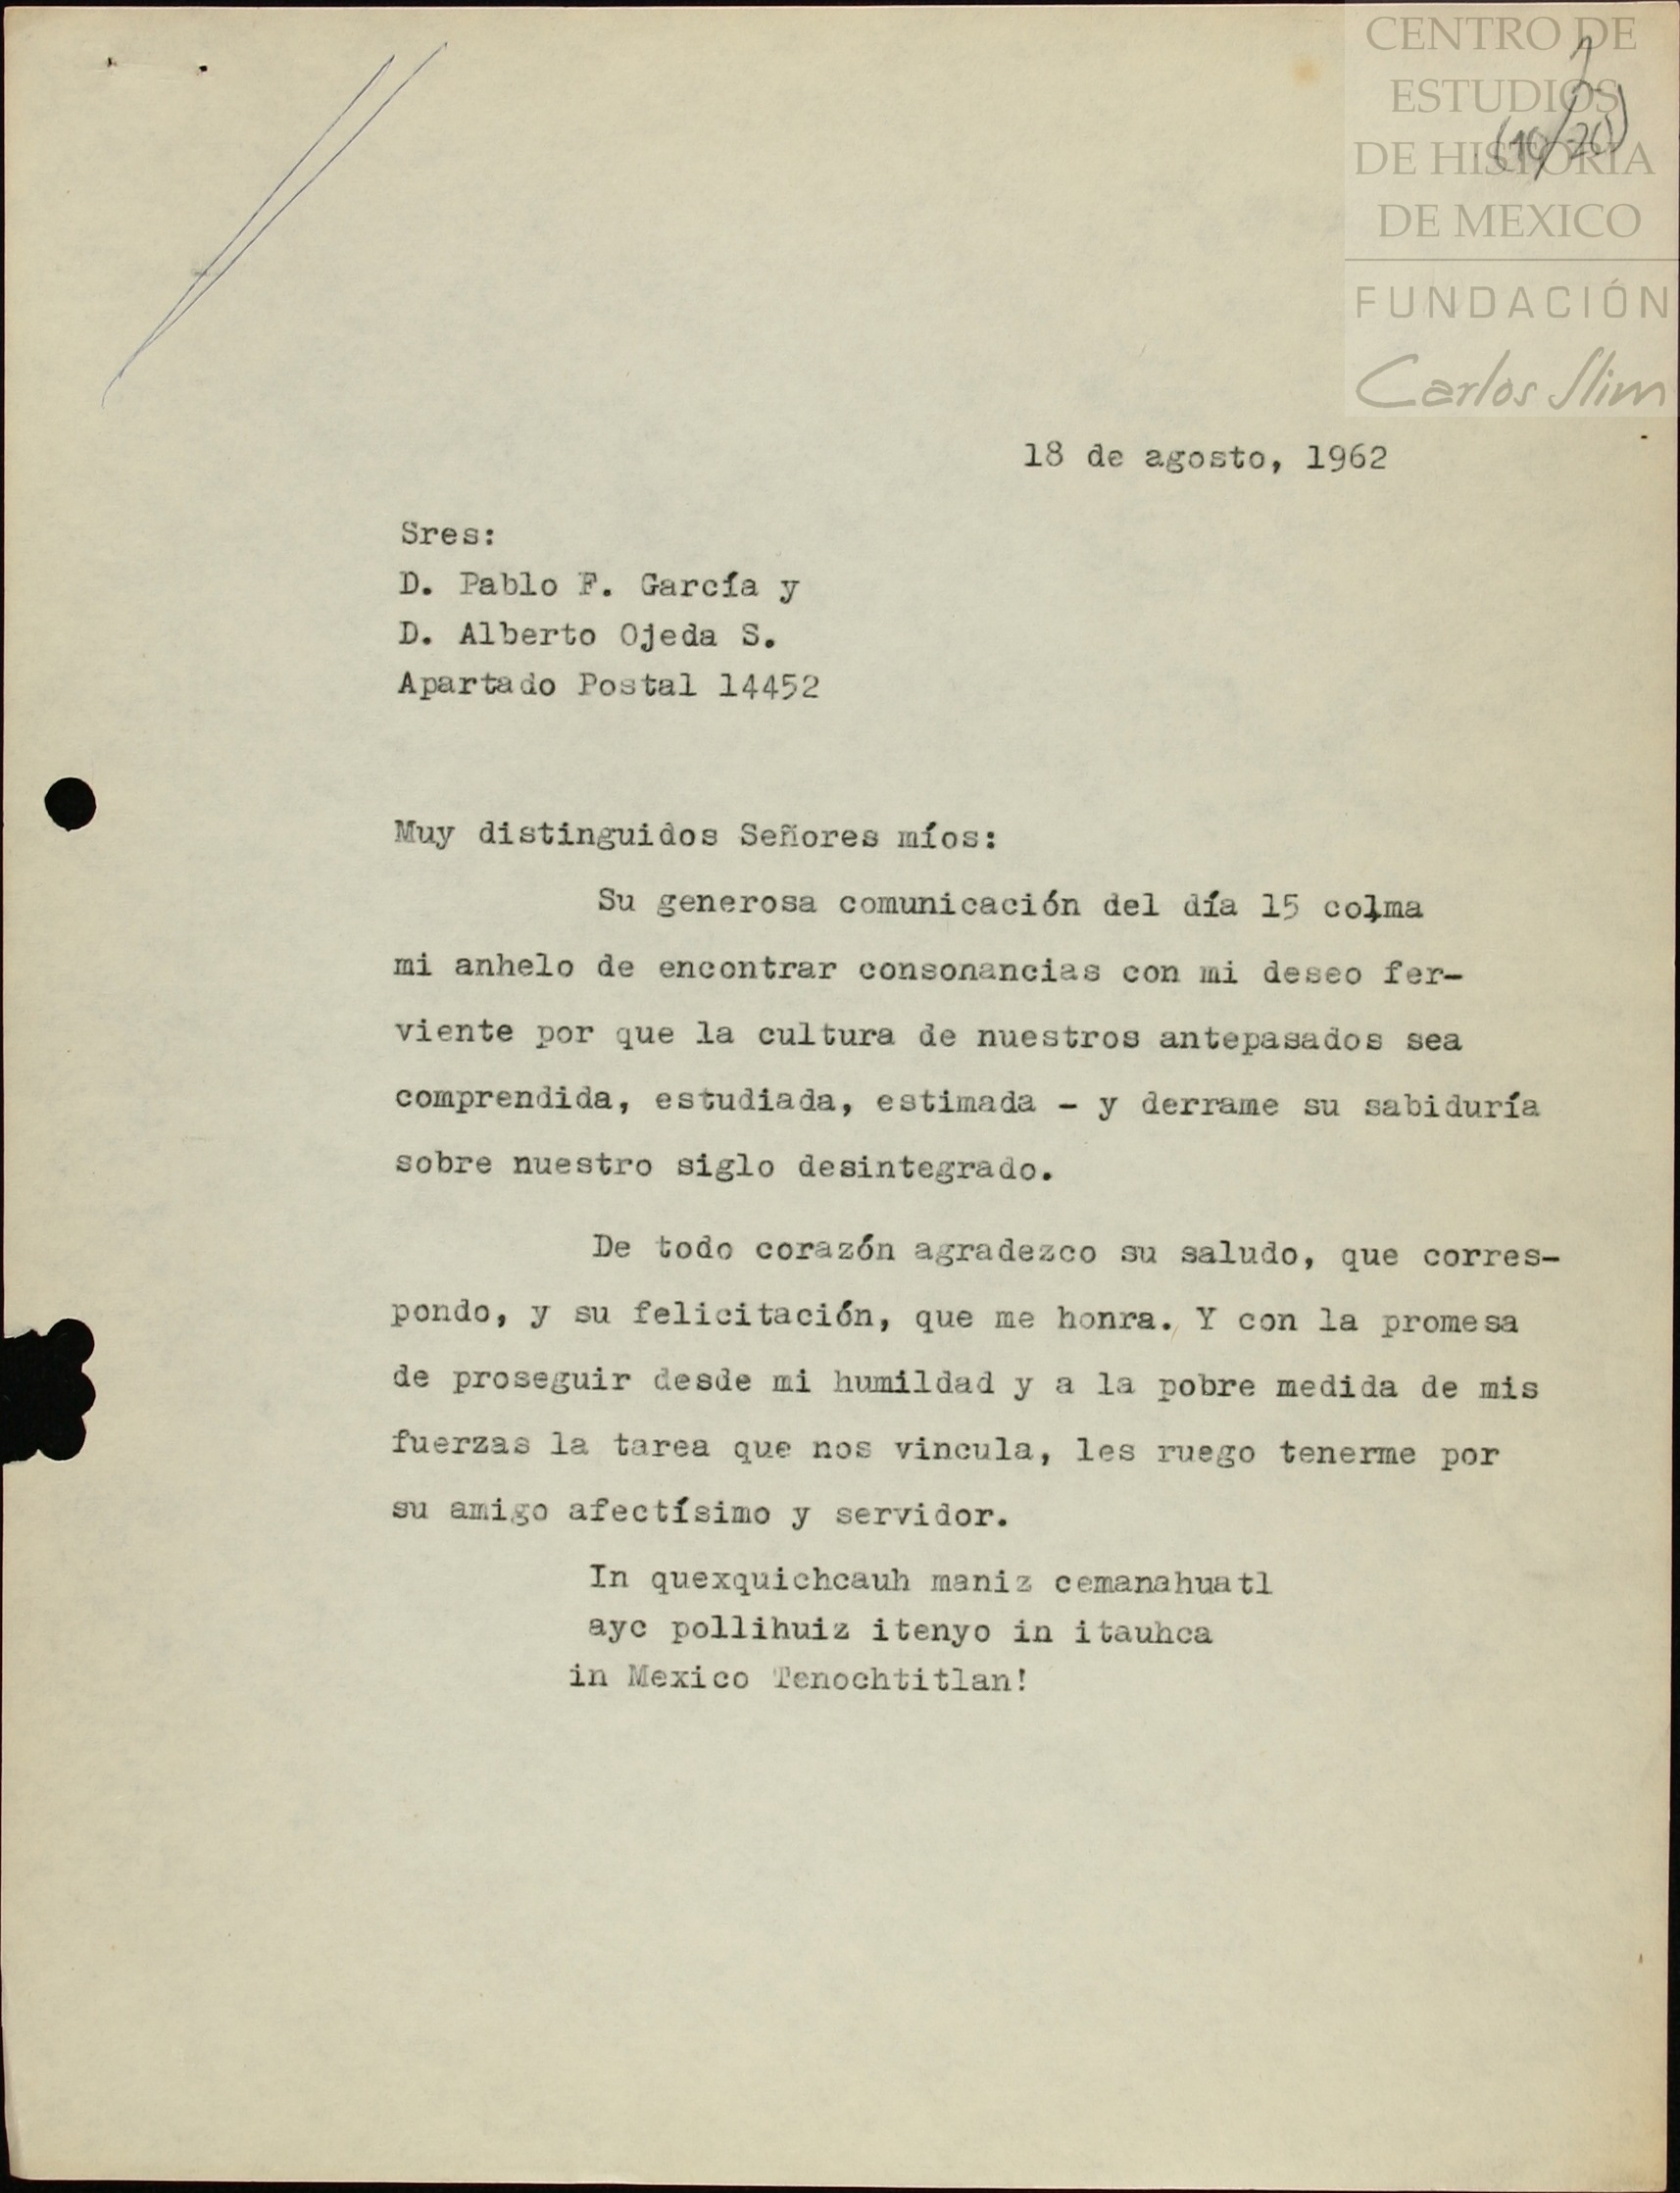 CENTRO DE
ESTUDIOS
DE HISTORIA
DE MEXICO
FUNDACIÓN
Carlos Slim
2
(10/20)
18 de agosto, 1962
Sres:
D. Pablo F. García y
D. Alberto Ojeda S.
Apartado Postal 14452
Muy distinguidos Señores míos:
Su generosa comunicación del día 15 colma
mi anhelo de encontrar consonancias con mi deseo fer-
viente por que la cultura de nuestros antepasados sea
comprendida, estudiada, estimada - y derrame su sabiduría
sobre nuestro siglo desintegrado.
De todo corazón agradezco su saludo, que corres-
pondo, y su felicitación, que me honra. Y con la promesa
de proseguir desde mi humildad y a la pobre medida de mis
fuerzas la tarea que nos vincula, les ruego tenerme por
su amigo afectísimo y servidor.
In quexquichcauh maniz cemanahuatl
ayc pollihuiz itenyo in itauhca
in Mexico Tenochtitlan!